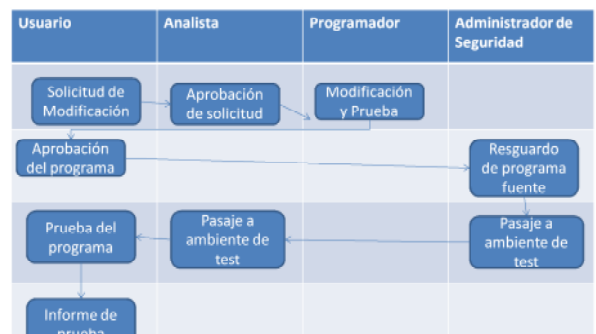 Usuario
Analista
Programador
Administrador de
Seguridad
Solicitud de
Modificación
Aprobación
de solicitud
Modificación
y Prueba
Aprobación
del programa
Resguardo
de programa
fuente
Prueba del
programa
Pasaje a
ambiente de
test
Pasaje a
ambiente de
test
Informe de
prueba